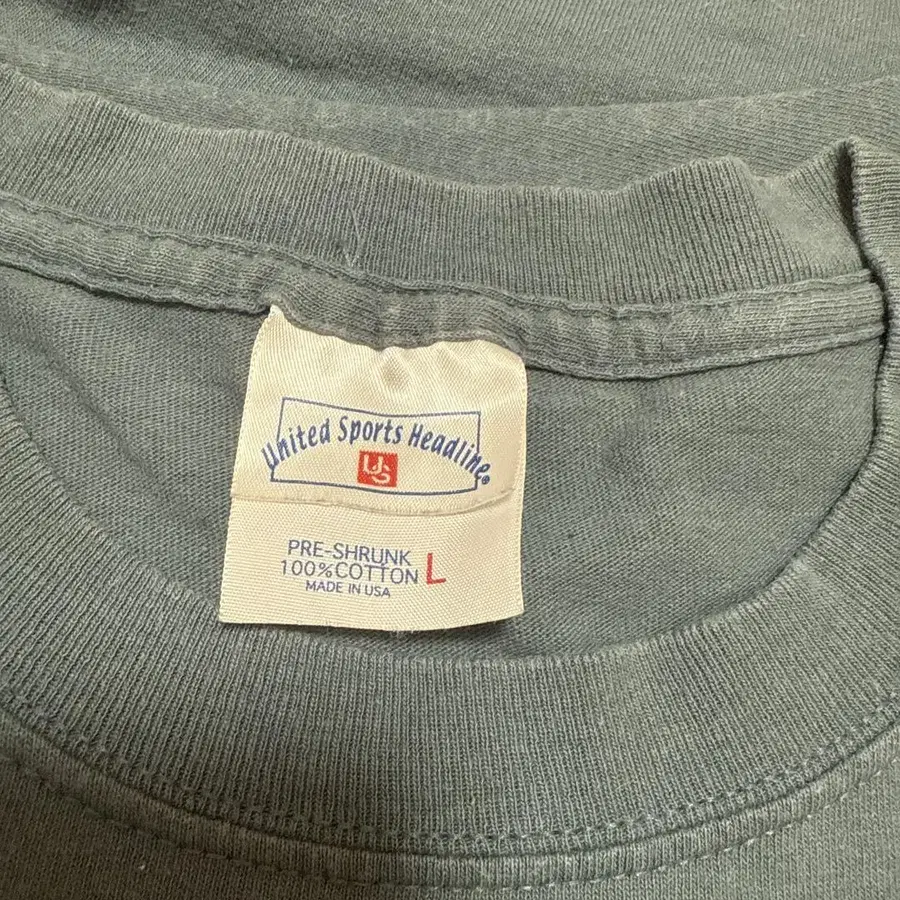 United Sports Headline®
US
PRE-SHRUNK
100%COTTON L
MADE IN USA